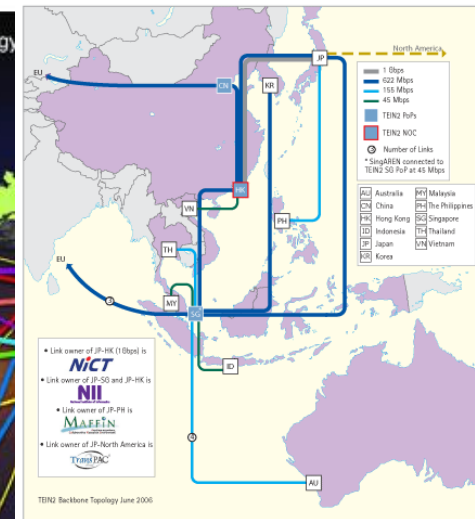 gy
North America
EU
JP
CN
KR
1 Gbps
622 Mbps
155 Mbps
45 Mbps
TEIN2 PoPs
TEIN2 NOC
Number of Links
* SingAREN connected to
TEIN2 SG PoP at 45 Mbps
HK
VN
PH
TH
AU Australia
CN China
HK Hong Kong
ID Indonesia
JP Japan
KR Korea
MY Malaysia
PH The Philippines
SG Singapore
TH Thailand
VN Vietnam
EU
3
MY
SG
ID
• Link owner of JP-HK (1Gbps) is
NiCT
• Link owner of JP-SG and JP-HK is
NII
• Link owner of JP-PH is
MAFFIN
• Link owner of JP-North America is
TransPAC
4
AU
TEIN2 Backbone Topology June 2006